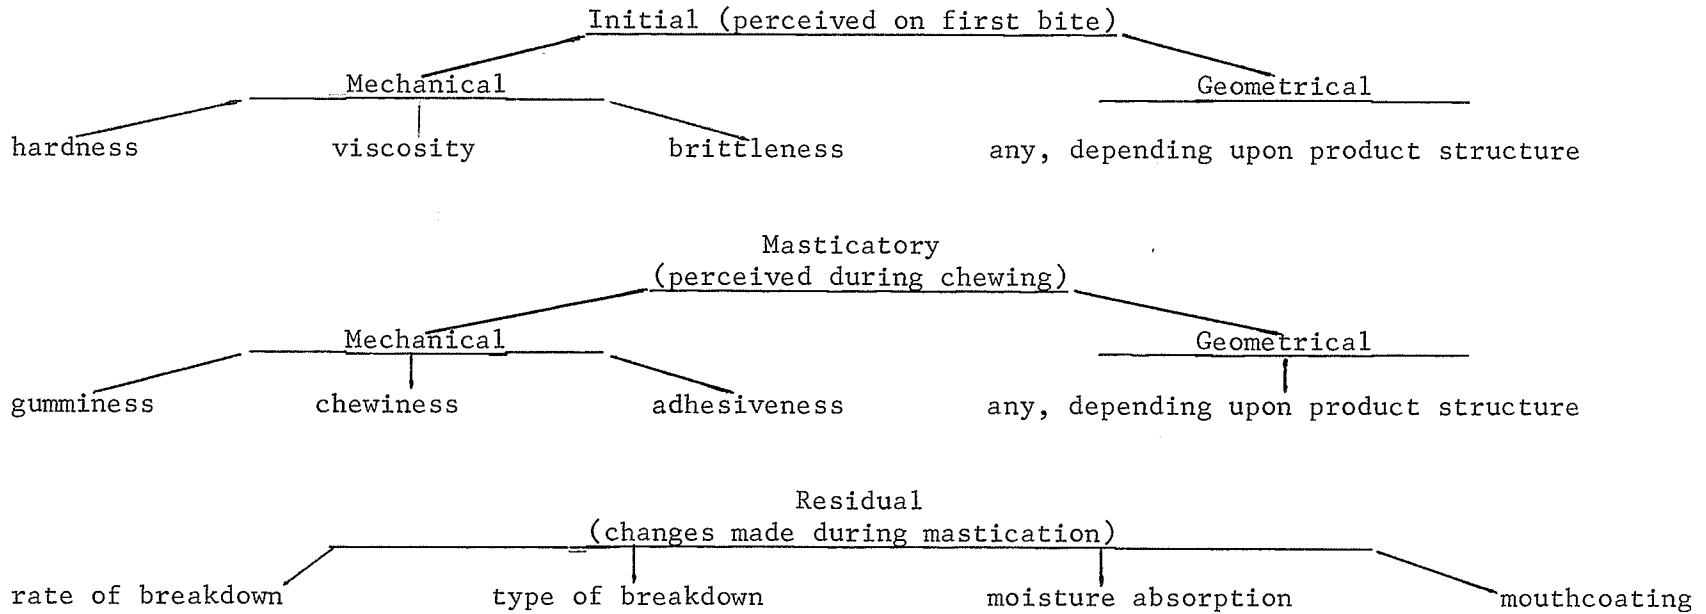 Initial (perceived on first bite)
Mechanical Geometrical
hardness viscosity brittleness any, depending upon product structure
Masticatory
(perceived during chewing)
Mechanical Geometrical
gumminess chewiness adhesiveness any, depending upon product structure
Residual
(changes made during mastication)
rate of breakdown type of breakdown moisture absorption mouthcoating